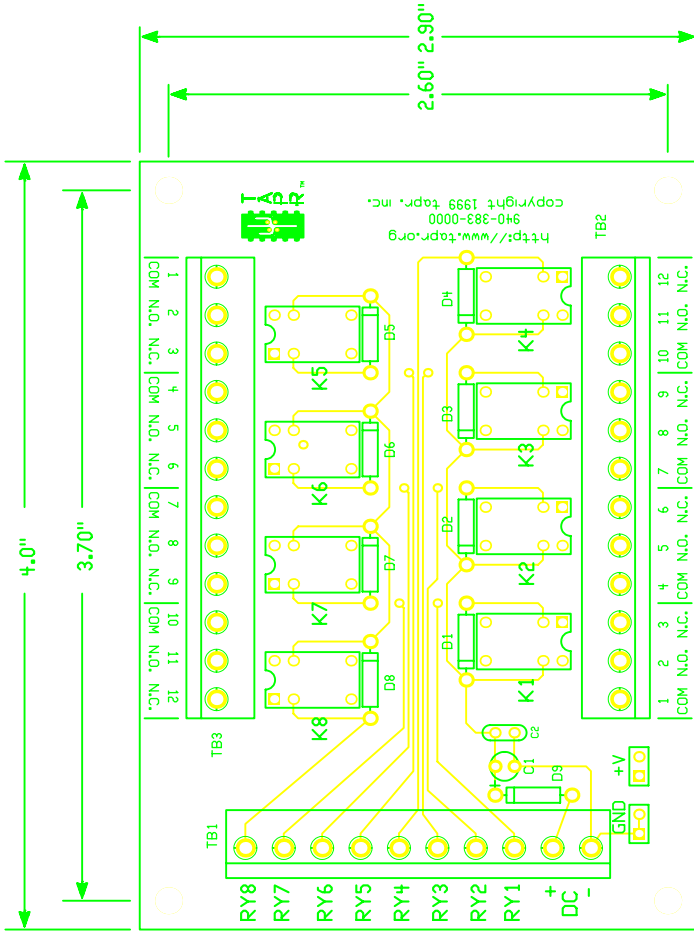 2.60" 2.90"
4.0"
3.70"
TAPR™
copyright 1999 tapr. inc.
940-383-0000
http://www.tapr.org
TB2
COM N.O. N.C. COM N.O. N.C. COM N.O. N.C. COM N.O. N.C.
1 2 3 4 5 6 7 8 9 10 11 12
TB3
K5 D5
K6 D6
K7 D7
K8 D8
D4 K4
D3 K3
D2 K2
D1 K1
12 11 10 9 8 7 6 5 4 3 2 1
N.C. N.O. COM N.C. N.O. COM N.C. N.O. COM N.C. N.O. COM
C2
C1
+
D9
+V
GND
TB1
RY8
RY7
RY6
RY5
RY4
RY3
RY2
RY1
+
DC
-